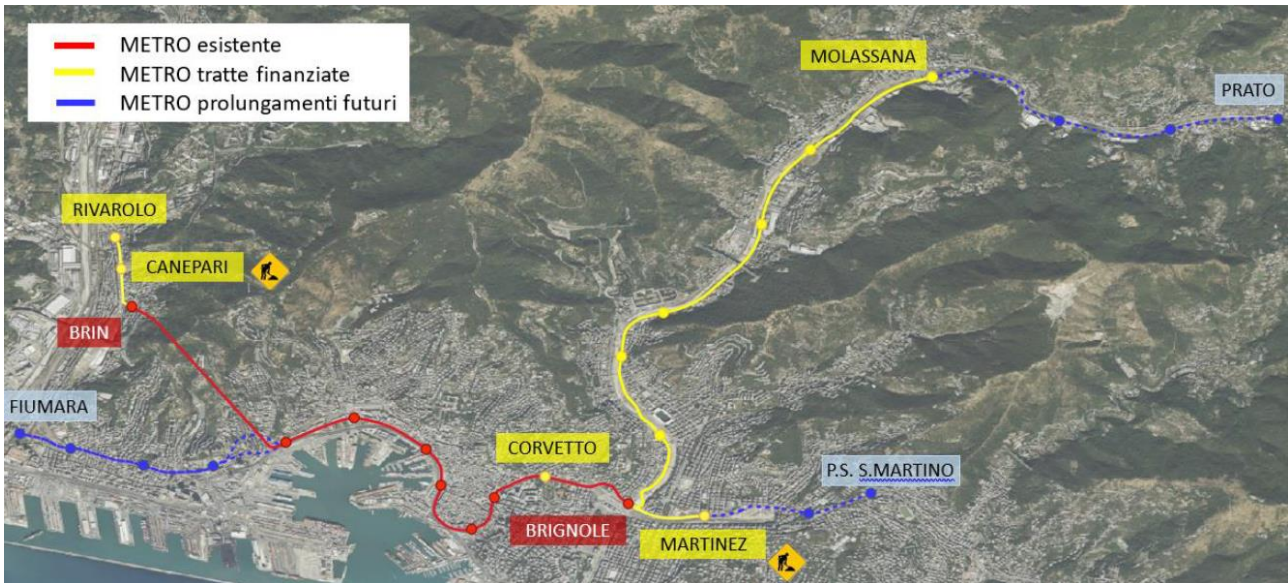 METRO esistente
METRO tratte finanziate
METRO prolungamenti futuri
MOLASSANA
PRATO
RIVAROLO
CANEPARI
BRIN
FIUMARA
CORVETTO
P.S. S.MARTINO
BRIGNOLE
MARTINEZ